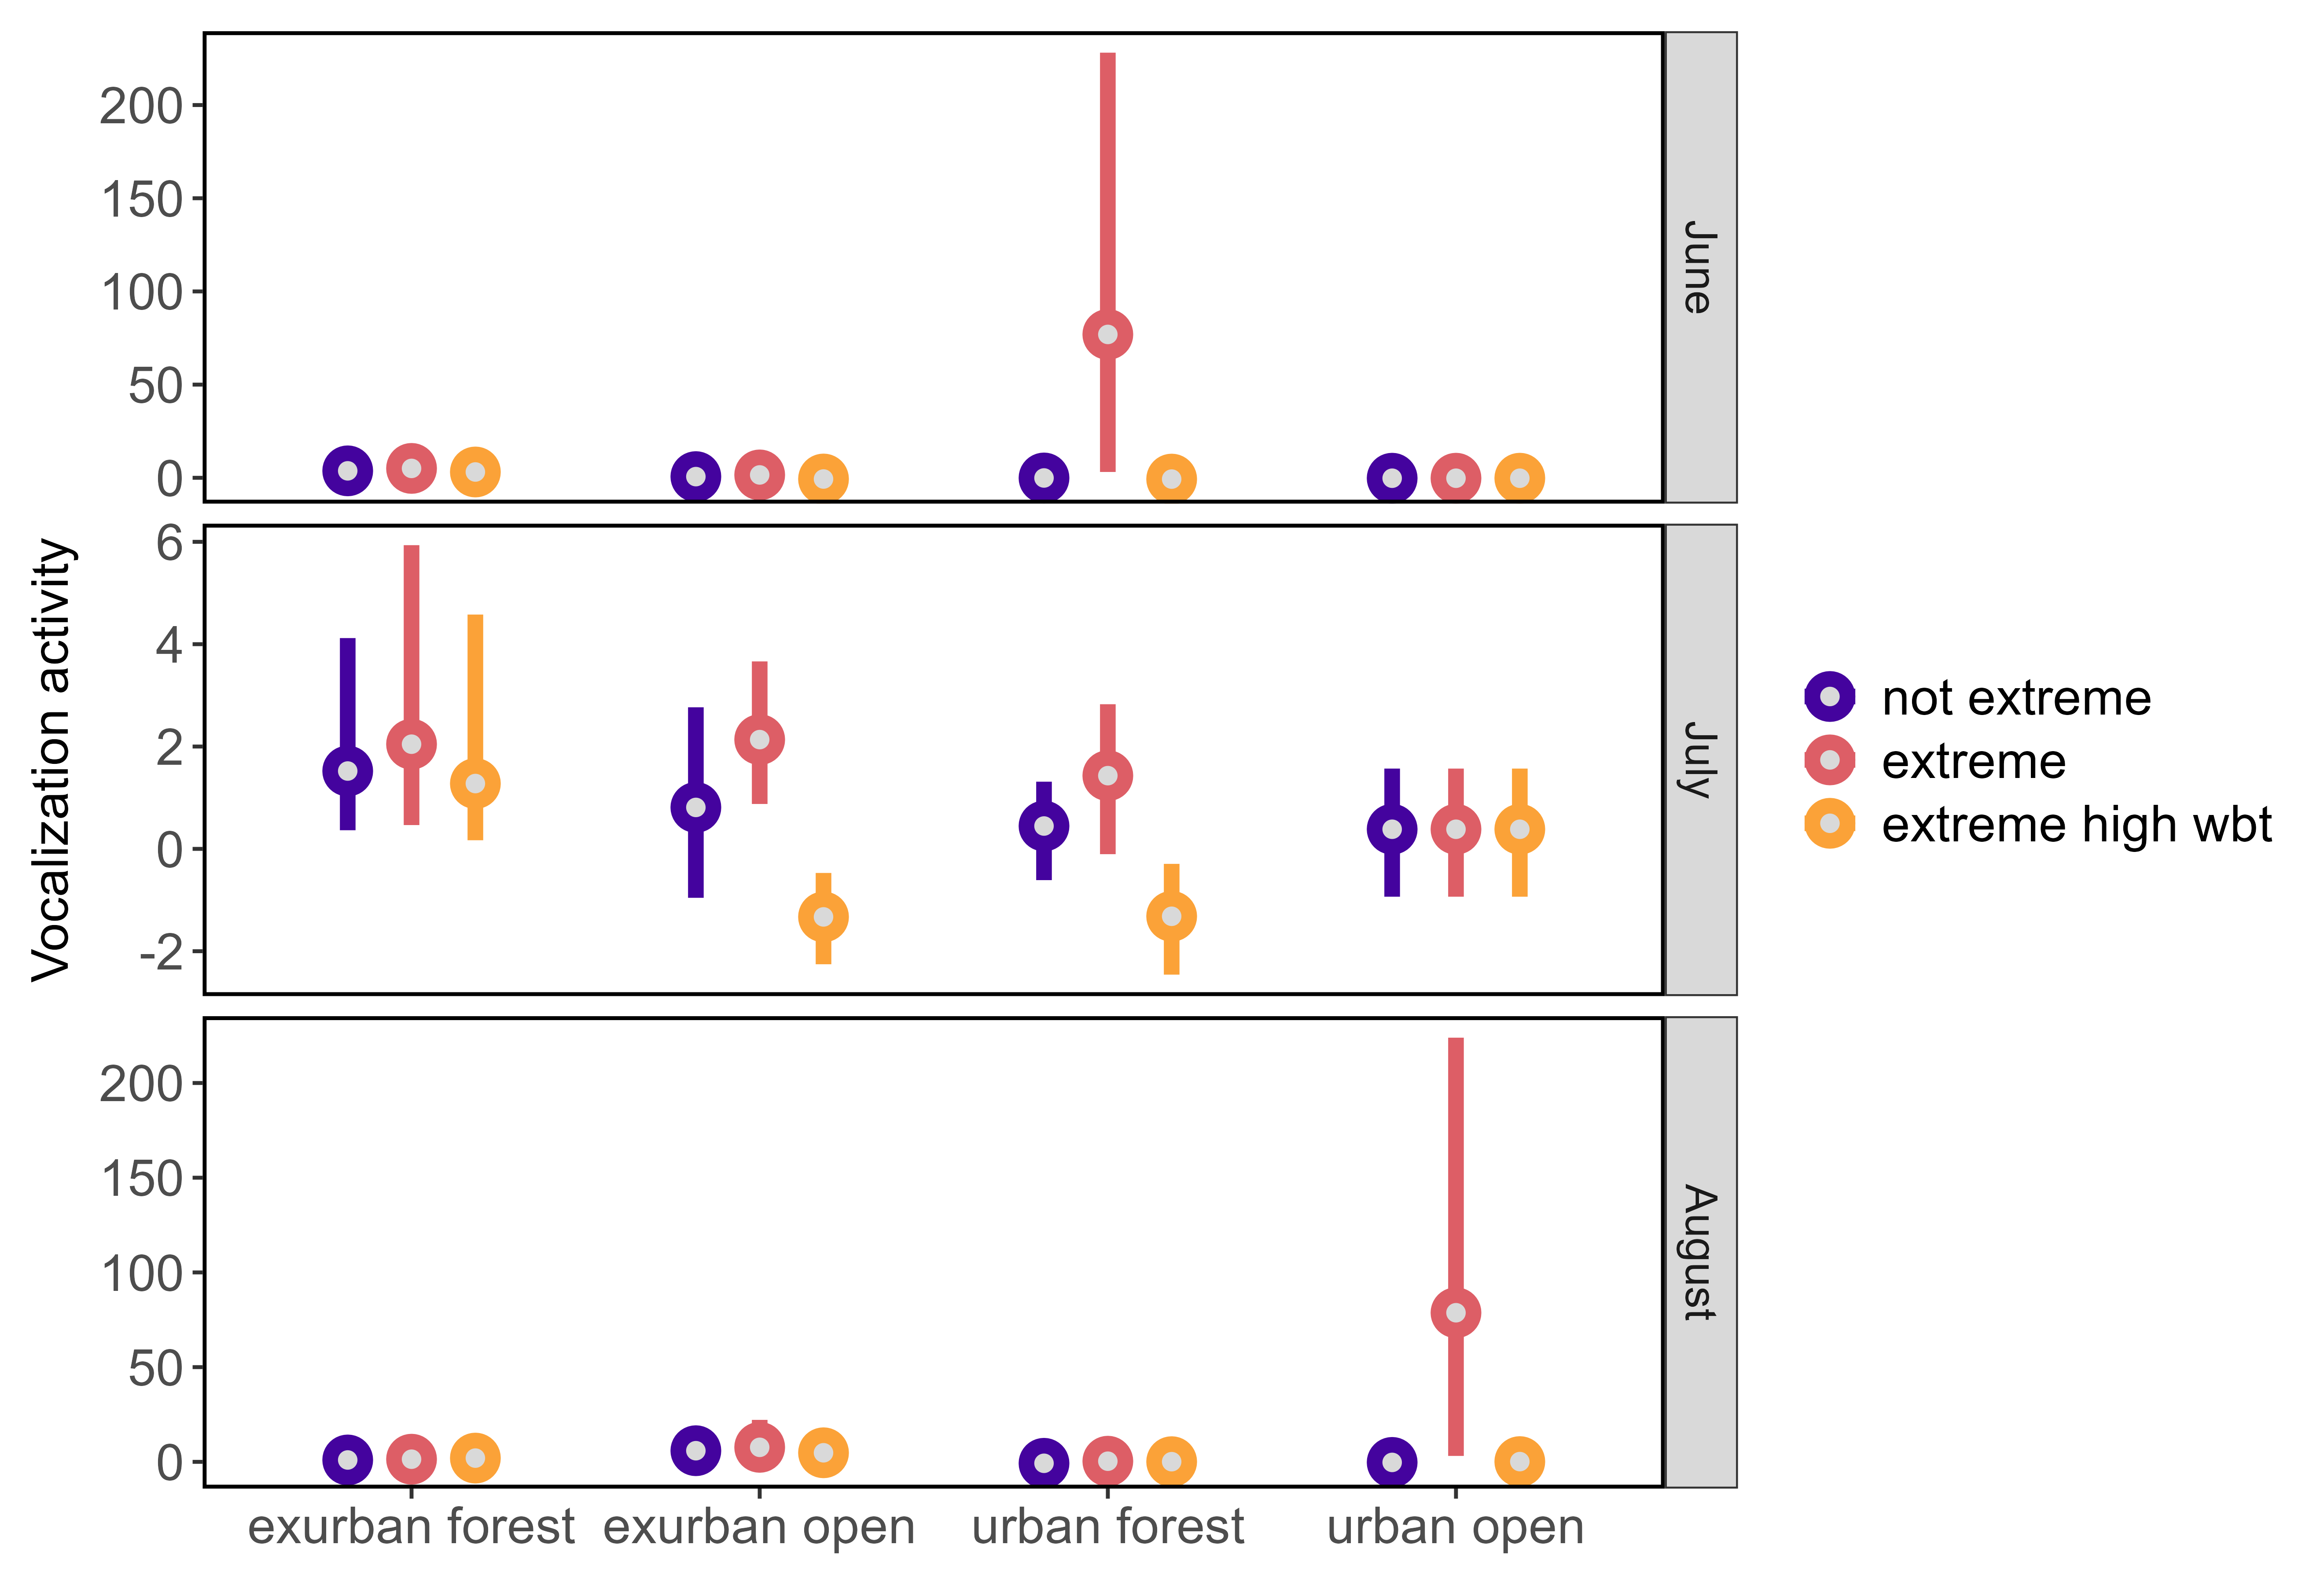 200
150
100
50
0
June
Vocalization activity
6
4
2
0
-2
July
not extreme
extreme
extreme high wbt
200
150
100
50
0
August
exurban forest exurban open urban forest urban open